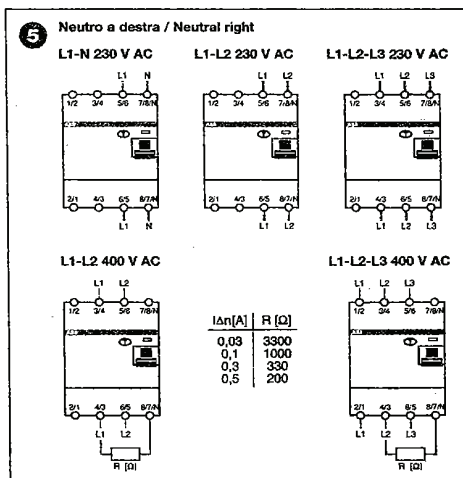 5 Neutro a destra / Neutral right
L1-N 230 V AC L1-L2 230 V AC L1-L2-L3 230 V AC
L1 N L1 L2 L1 L2 L3
1/2 3/4 5/6 7/8/N 1/2 3/4 5/6 7/8/N 1/2 3/4 5/6 7/8/N
T T T
2/1 4/3 6/5 8/7/N 2/1 4/3 6/5 8/7/N 2/1 4/3 6/5 8/7/N
L1 N L1 L2 L1 L2 L3
L1-L2 400 V AC L1-L2-L3 400 V AC
L1 L2 L1 L2 L3
1/2 3/4 5/6 7/8/N 1/2 3/4 5/6 7/8/N
T T
IΔn[A] R [Ω]
0,03 3300
0,1 1000
0,3 330
0,5 200
2/1 4/3 6/5 8/7/N 2/1 4/3 6/5 8/7/N
L1 L2 L1 L2 L3
R [Ω] R [Ω]